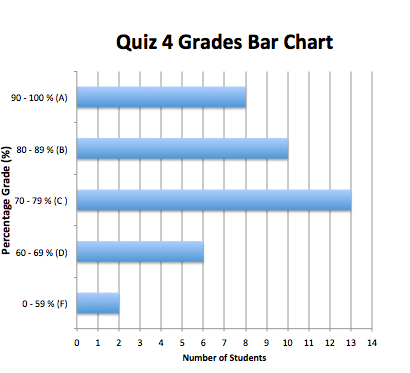 Quiz 4 Grades Bar Chart
Percentage Grade (%)
90 - 100 % (A)
80 - 89 % (B)
70 - 79 % (C )
60 - 69 % (D)
0 - 59 % (F)
0 1 2 3 4 5 6 7 8 9 10 11 12 13 14
Number of Students